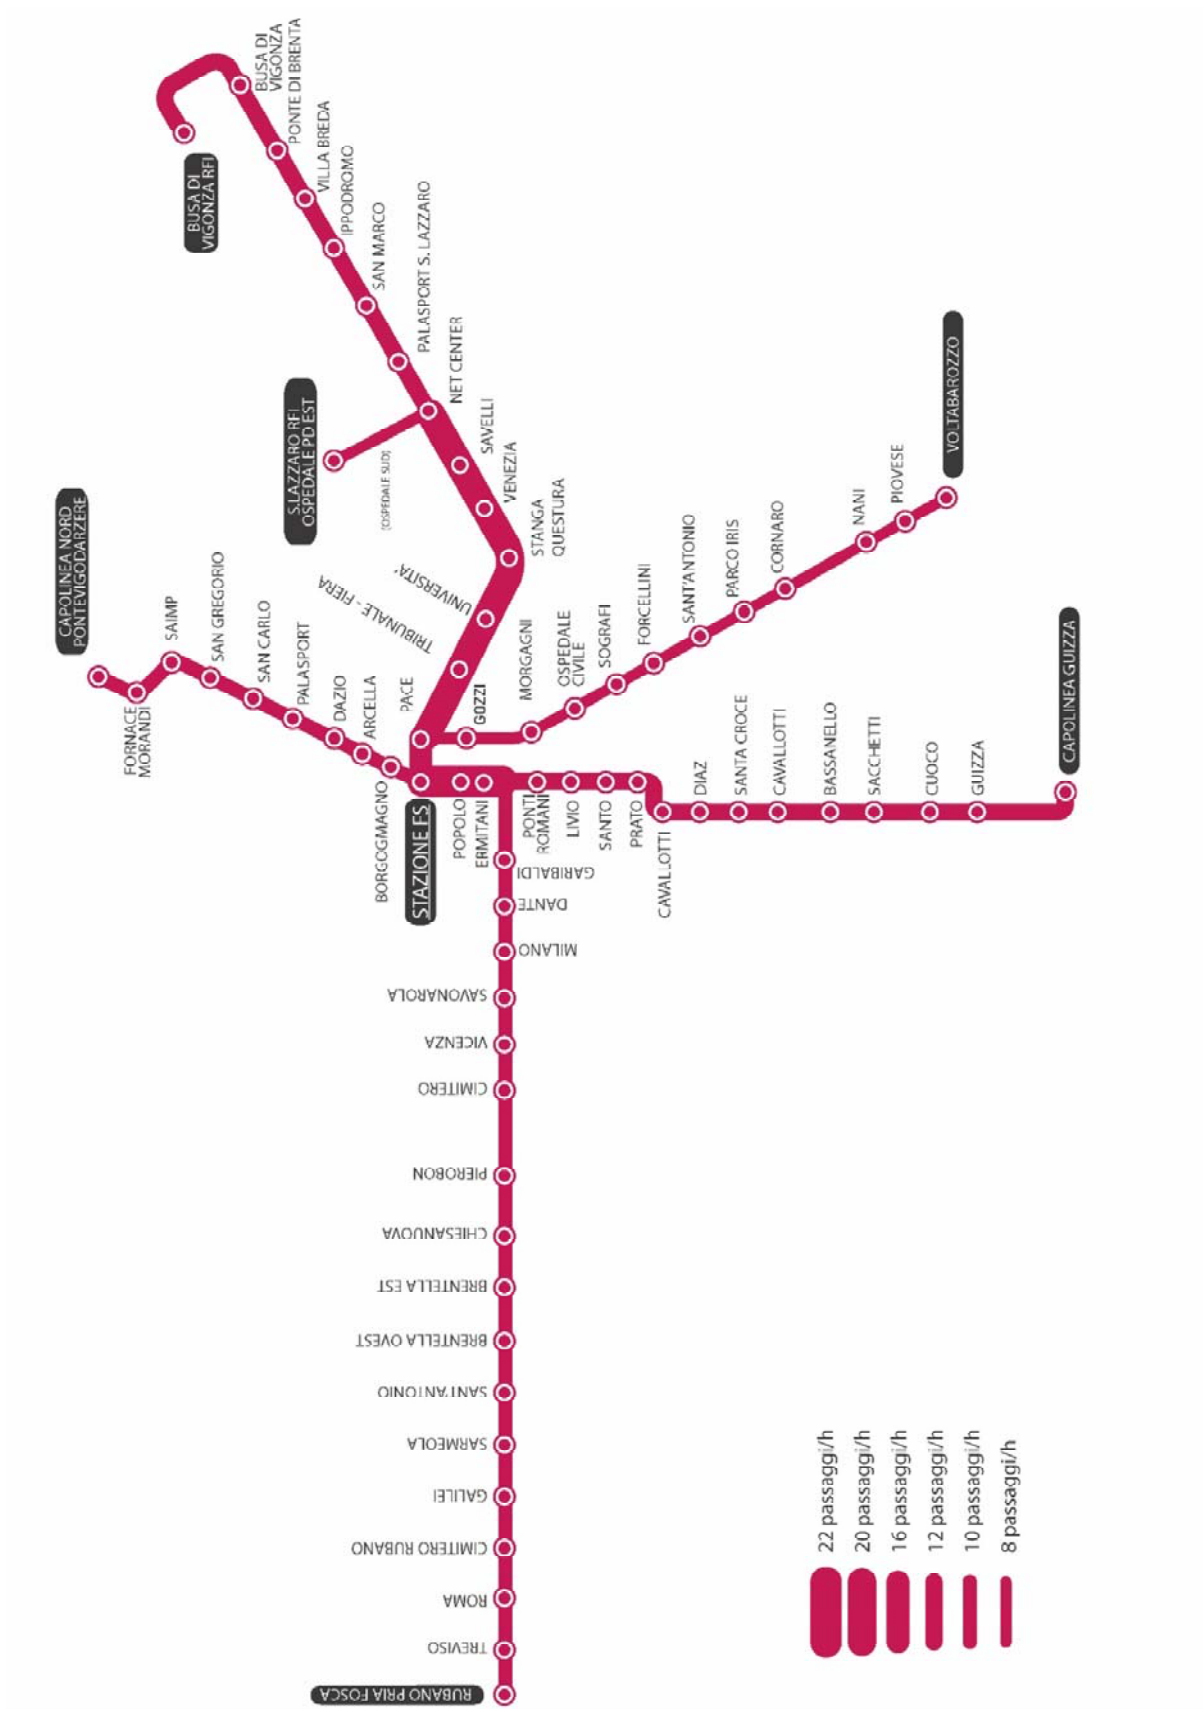 BUSA DI
VIGONZA
PONTE DI BRENTA
VILLA BREDA
IPPODROMO
SAN MARCO
PALASPORT S. LAZZARO
NET CENTER
SAVELLI
VENEZIA
STANGA
QUESTURA
BUSA DI
VIGONZA RFI
S.LAZZARO RFI
OSPEDALE PD EST
(OSPEDALE SUD)
UNIVERSITA'
TRIBUNALE - FIERA
PACE
CAPOLINEA NORD
PONTEVIGODARZERE
FORNACE
MORANDI
SAIMP
SAN GREGORIO
SAN CARLO
PALASPORT
DAZIO
ARCELLA
BORGOMAGNO
STAZIONE FS
GOZZI
MORGAGNI
OSPEDALE
CIVILE
SOGRAFI
FORCELLINI
SANT'ANTONIO
PARCO IRIS
CORNARO
NANI
PIOVESE
VOLTABAROZZO
POPOLO
ERMITANI
PONTI
ROMANI
LIVIO
SANTO
PRATO
CAVALLOTTI
DIAZ
SANTA CROCE
CAVALLOTTI
BASSANELLO
SACCHETTI
CUOCO
GUIZZA
CAPOLINEA GUIZZA
GARIBALDI
DANTE
MILANO
SAVONAROLA
VICENZA
CIMITERO
PIEROBON
CHIESANUOVA
BRENTELLA EST
BRENTELLA OVEST
SANT'ANTONIO
SARMEOLA
GALILEI
CIMITERO RUBANO
ROMA
TREVISO
RUBANO PRIA FOSCA
22 passaggi/h
20 passaggi/h
16 passaggi/h
12 passaggi/h
10 passaggi/h
8 passaggi/h